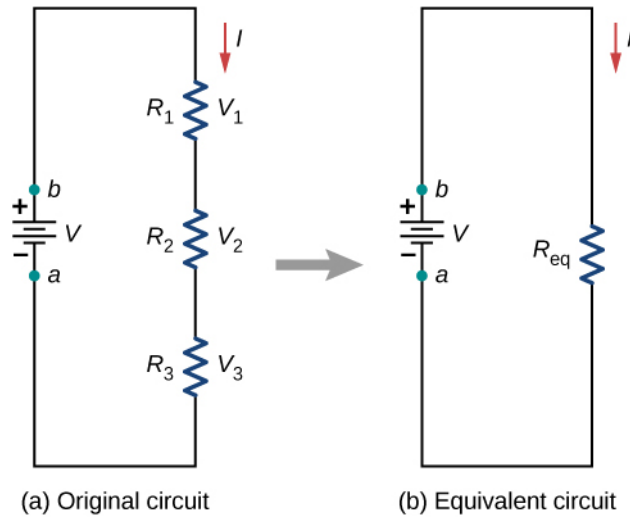 I
R1 V1
b
+
V
R2 V2
−
a
R3 V3
(a) Original circuit
I
b
+
V
Req
−
a
(b) Equivalent circuit